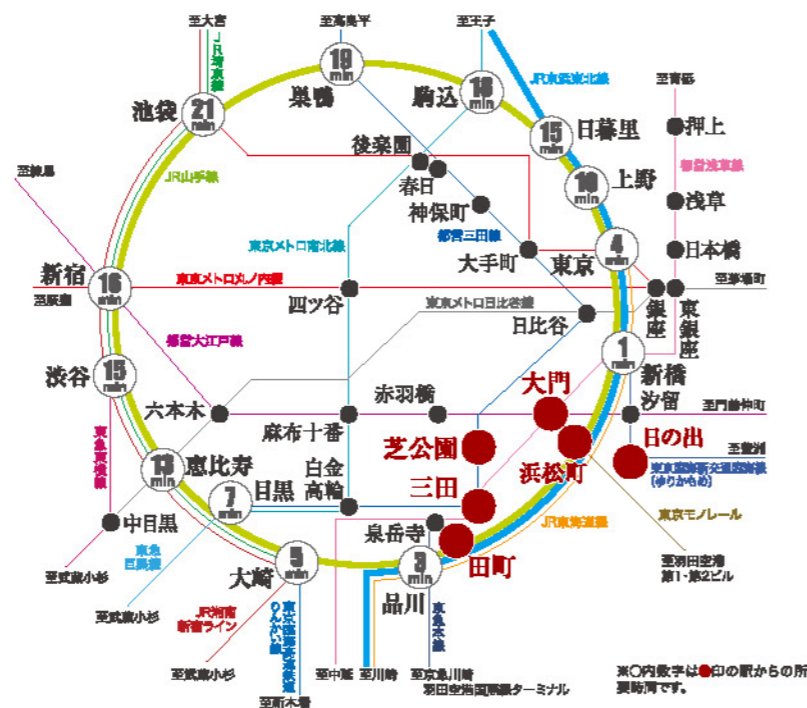 至大宮
至高島平
至王子
JR埼京線
19
min
巣鴨
18
min
駒込
JR京浜東北線
至青砥
21
min
池袋
15
min
日暮里
押上
後楽園
春日
都営浅草線
至練馬
JR山手線
10
min
上野
神保町
浅草
東京メトロ南北線
都営三田線
大手町
4
min
東京
日本橋
新宿
16
min
東京メトロ丸ノ内線
四ツ谷
至荻窪
至茅場町
東京メトロ日比谷線
日比谷
銀座
東銀座
都営大江戸線
1
min
新橋
渋谷
15
min
大門
汐留
六本木
赤羽橋
麻布十番
至門前仲町
芝公園
日の出
至豊洲
東急東横線
白金
高輪
浜松町
東京臨海新交通臨海線
(ゆりかもめ)
13
min
恵比寿
7
min
目黒
三田
JR東海道線
東京モノレール
中目黒
泉岳寺
東急
目黒線
田町
至羽田空港
第1・第2ビル
至武蔵小杉
5
min
大崎
3
min
品川
至武蔵小杉
JR湘南
新宿ライン
東京臨海高速鉄道
りんかい線
至武蔵小杉
至新木場
至中延
至川崎
至京急川崎
羽田空港国際線ターミナル
※○内数字は●印の駅からの所
要時間です。